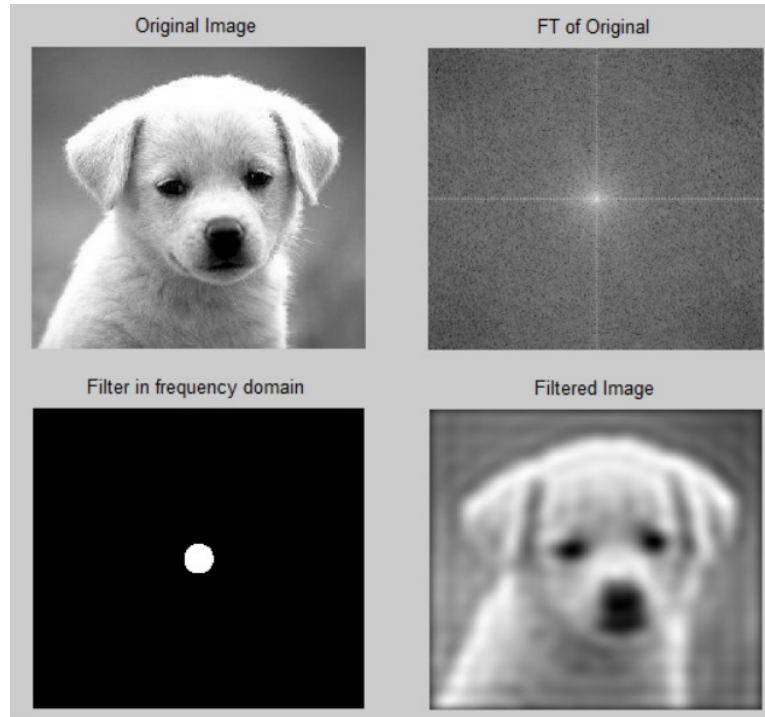 Original Image
FT of Original
Filter in frequency domain
Filtered Image